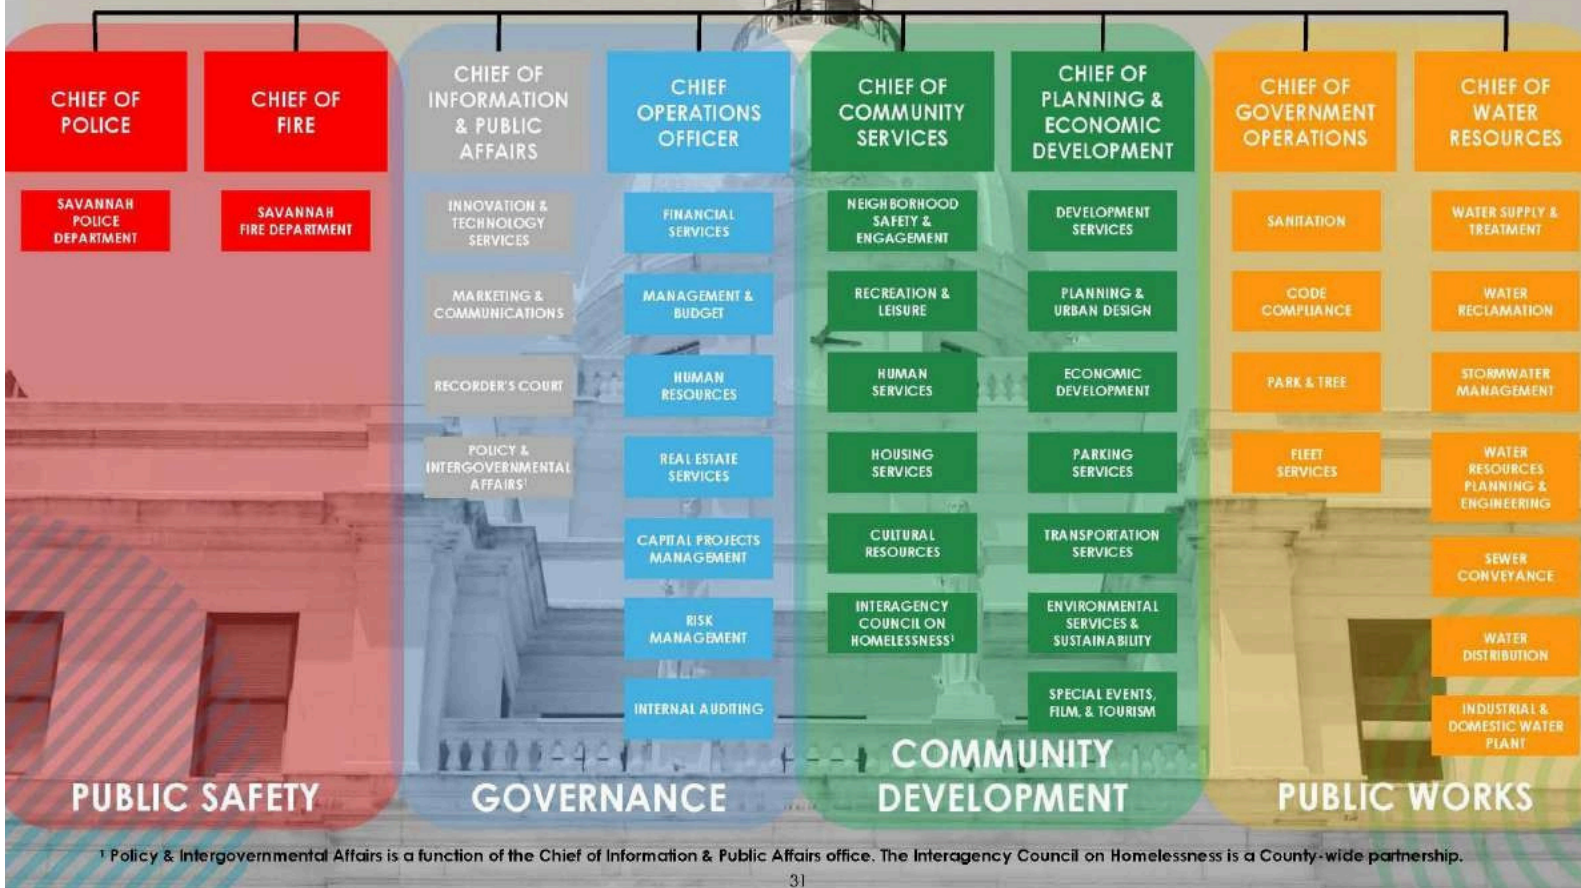 CHIEF OF
POLICE
SAVANNAH
POLICE
DEPARTMENT
CHIEF OF
FIRE
SAVANNAH
FIRE DEPARTMENT
PUBLIC SAFETY
CHIEF OF
INFORMATION
& PUBLIC
AFFAIRS
INNOVATION &
TECHNOLOGY
SERVICES
MARKETING &
COMMUNICATIONS
RECORDER'S COURT
POLICY &
INTERGOVERNMENTAL
AFFAIRS¹
CHIEF
OPERATIONS
OFFICER
FINANCIAL
SERVICES
MANAGEMENT &
BUDGET
HUMAN
RESOURCES
REAL ESTATE
SERVICES
CAPITAL PROJECTS
MANAGEMENT
RISK
MANAGEMENT
INTERNAL AUDITING
GOVERNANCE
CHIEF OF
COMMUNITY
SERVICES
NEIGHBORHOOD
SAFETY &
ENGAGEMENT
RECREATION &
LEISURE
HUMAN
SERVICES
HOUSING
SERVICES
CULTURAL
RESOURCES
INTERAGENCY
COUNCIL ON
HOMELESSNESS¹
CHIEF OF
PLANNING &
ECONOMIC
DEVELOPMENT
DEVELOPMENT
SERVICES
PLANNING &
URBAN DESIGN
ECONOMIC
DEVELOPMENT
PARKING
SERVICES
TRANSPORTATION
SERVICES
ENVIRONMENTAL
SERVICES &
SUSTAINABILITY
SPECIAL EVENTS,
FILM, & TOURISM
COMMUNITY
DEVELOPMENT
CHIEF OF
GOVERNMENT
OPERATIONS
SANITATION
CODE
COMPLIANCE
PARK & TREE
FLEET
SERVICES
CHIEF OF
WATER
RESOURCES
WATER SUPPLY &
TREATMENT
WATER
RECLAMATION
STORMWATER
MANAGEMENT
WATER
RESOURCES
PLANNING &
ENGINEERING
SEWER
CONVEYANCE
WATER
DISTRIBUTION
INDUSTRIAL &
DOMESTIC WATER
PLANT
PUBLIC WORKS
¹ Policy & Intergovernmental Affairs is a function of the Chief of Information & Public Affairs office. The Interagency Council on Homelessness is a County-wide partnership.
31